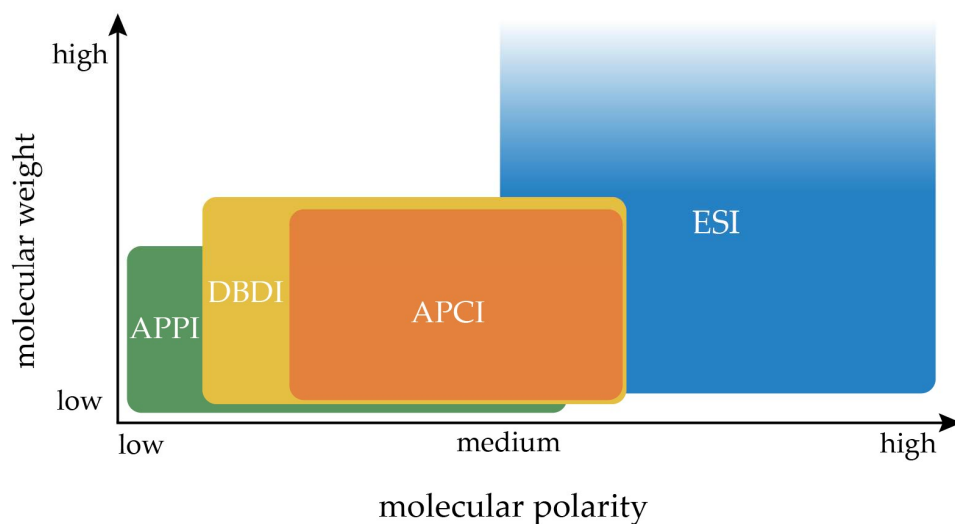 high
molecular weight
ESI
DBDI
APCI
APPI
low
low medium high
molecular polarity